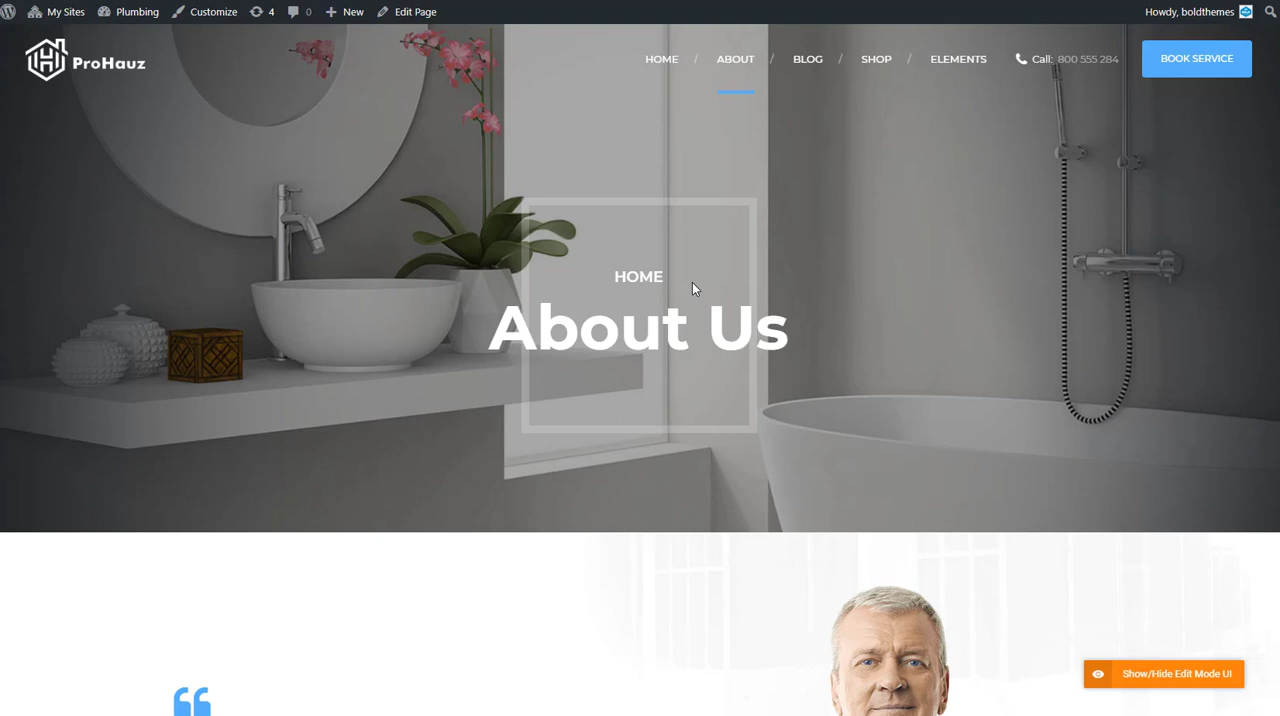 My Sites Plumbing Customize 4 0 New Edit Page Howdy, boldthemes
ProHauz HOME / ABOUT / BLOG / SHOP / ELEMENTS Call: 800 555 284 BOOK SERVICE
HOME
About Us
Show/Hide Edit Mode UI